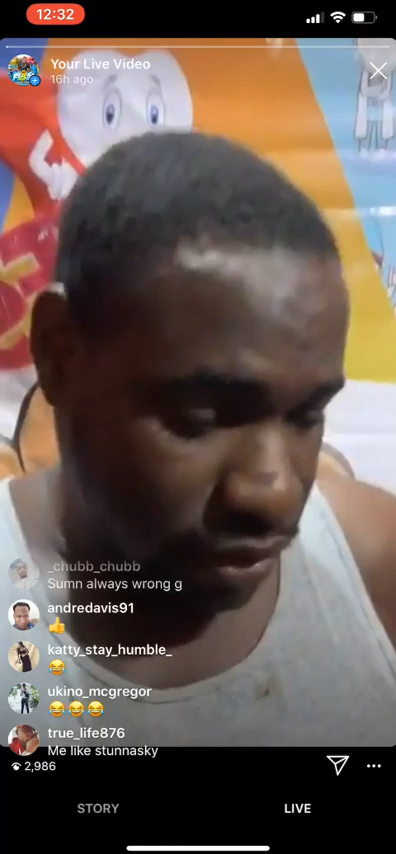 12:32
Your Live Video
16h ago
_chubb_chubb
Sumn always wrong g
andredavis91
👍
katty_stay_humble_
😂
ukino_mcgregor
😂😂😂
true_life876
Me like stunnasky
2,986
STORY
LIVE